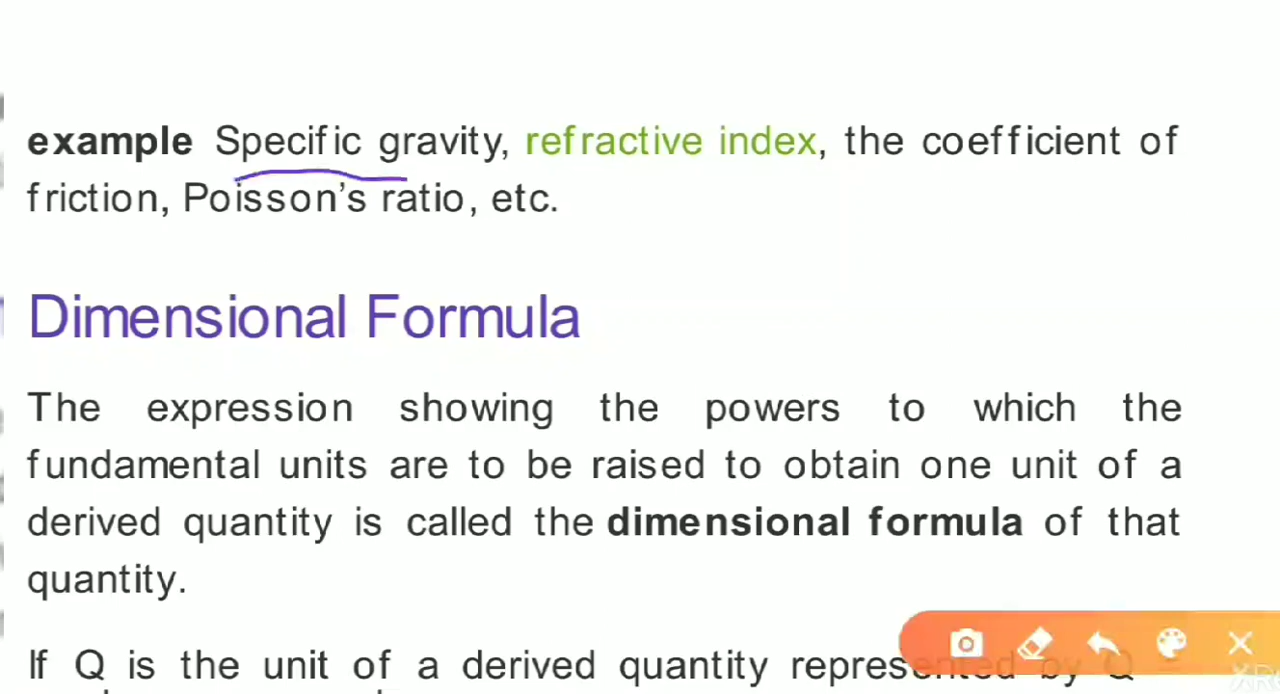 example Specific gravity, refractive index, the coefficient of
friction, Poisson’s ratio, etc.
Dimensional Formula
The expression showing the powers to which the
fundamental units are to be raised to obtain one unit of a
derived quantity is called the dimensional formula of that
quantity.
If Q is the unit of a derived quantity represented by Q